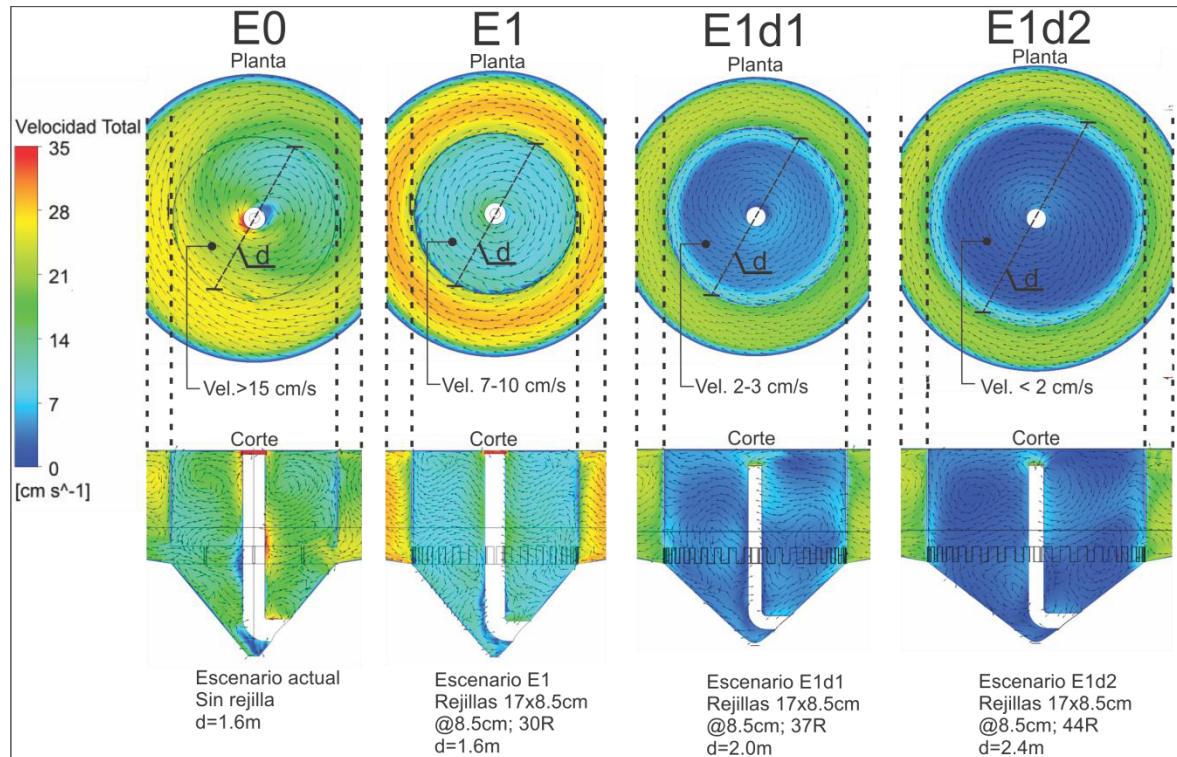 E0
E1
E1d1
E1d2
Planta
Planta
Planta
Planta
Velocidad Total
35
28
21
14
7
0
[cm s^-1]
d
d
d
d
Vel.>15 cm/s
Vel. 7-10 cm/s
Vel. 2-3 cm/s
Vel. < 2 cm/s
Corte
Corte
Corte
Corte
Escenario actual
Sin rejilla
d=1.6m
Escenario E1
Rejillas 17x8.5cm
@8.5cm; 30R
d=1.6m
Escenario E1d1
Rejillas 17x8.5cm
@8.5cm; 37R
d=2.0m
Escenario E1d2
Rejillas 17x8.5cm
@8.5cm; 44R
d=2.4m